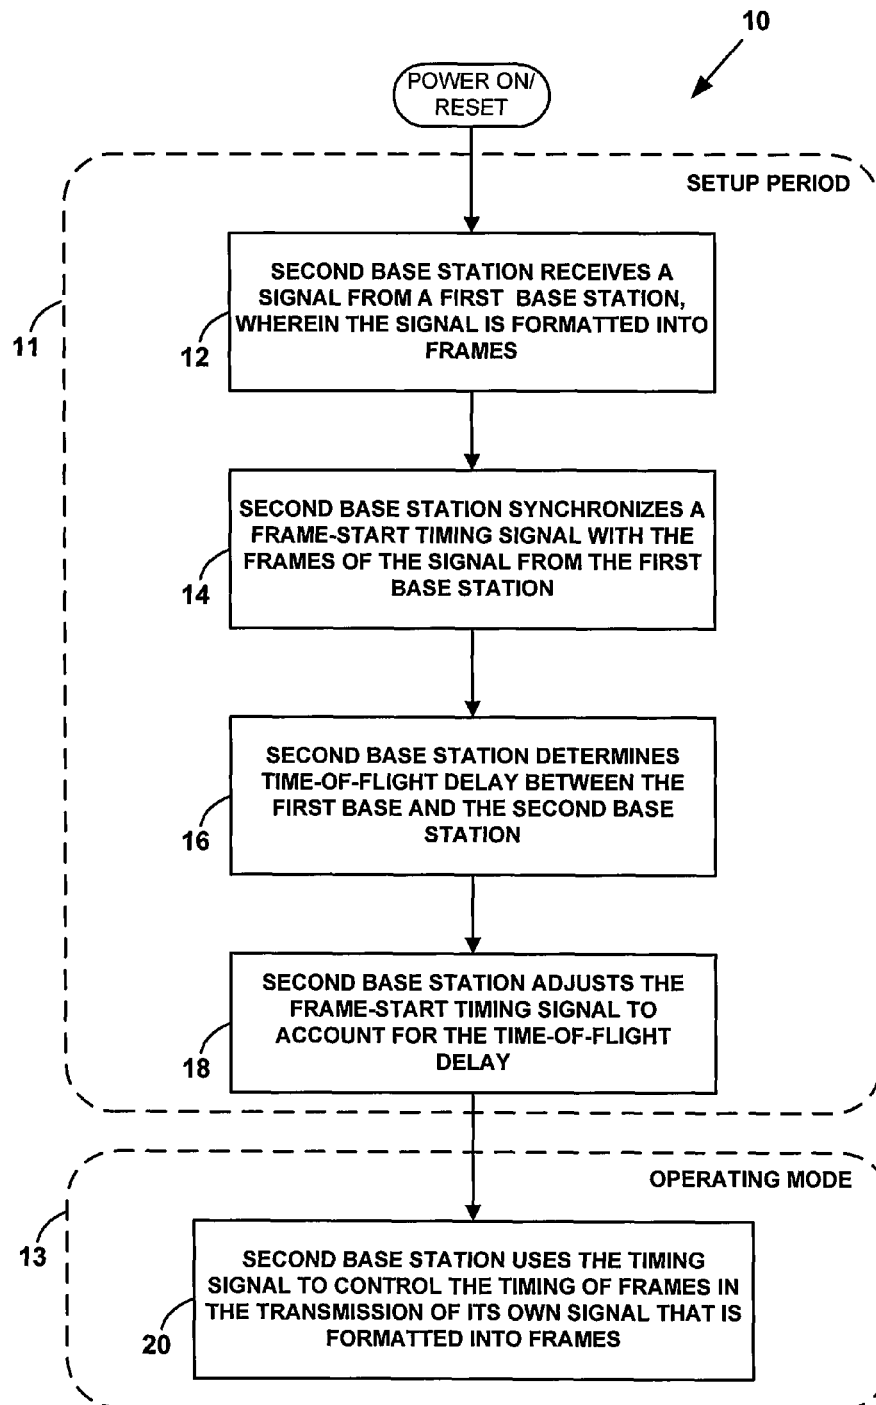 10
POWER ON/
RESET
SETUP PERIOD
11
SECOND BASE STATION RECEIVES A
SIGNAL FROM A FIRST BASE STATION,
WHEREIN THE SIGNAL IS FORMATTED INTO
FRAMES
12
SECOND BASE STATION SYNCHRONIZES A
FRAME-START TIMING SIGNAL WITH THE
FRAMES OF THE SIGNAL FROM THE FIRST
BASE STATION
14
SECOND BASE STATION DETERMINES
TIME-OF-FLIGHT DELAY BETWEEN THE
FIRST BASE AND THE SECOND BASE
STATION
16
SECOND BASE STATION ADJUSTS THE
FRAME-START TIMING SIGNAL TO
ACCOUNT FOR THE TIME-OF-FLIGHT
DELAY
18
OPERATING MODE
13
SECOND BASE STATION USES THE TIMING
SIGNAL TO CONTROL THE TIMING OF FRAMES IN
THE TRANSMISSION OF ITS OWN SIGNAL THAT IS
FORMATTED INTO FRAMES
20